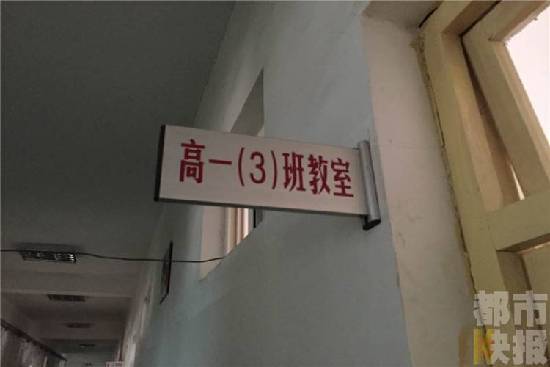 高一(3)班教室
都市
快报